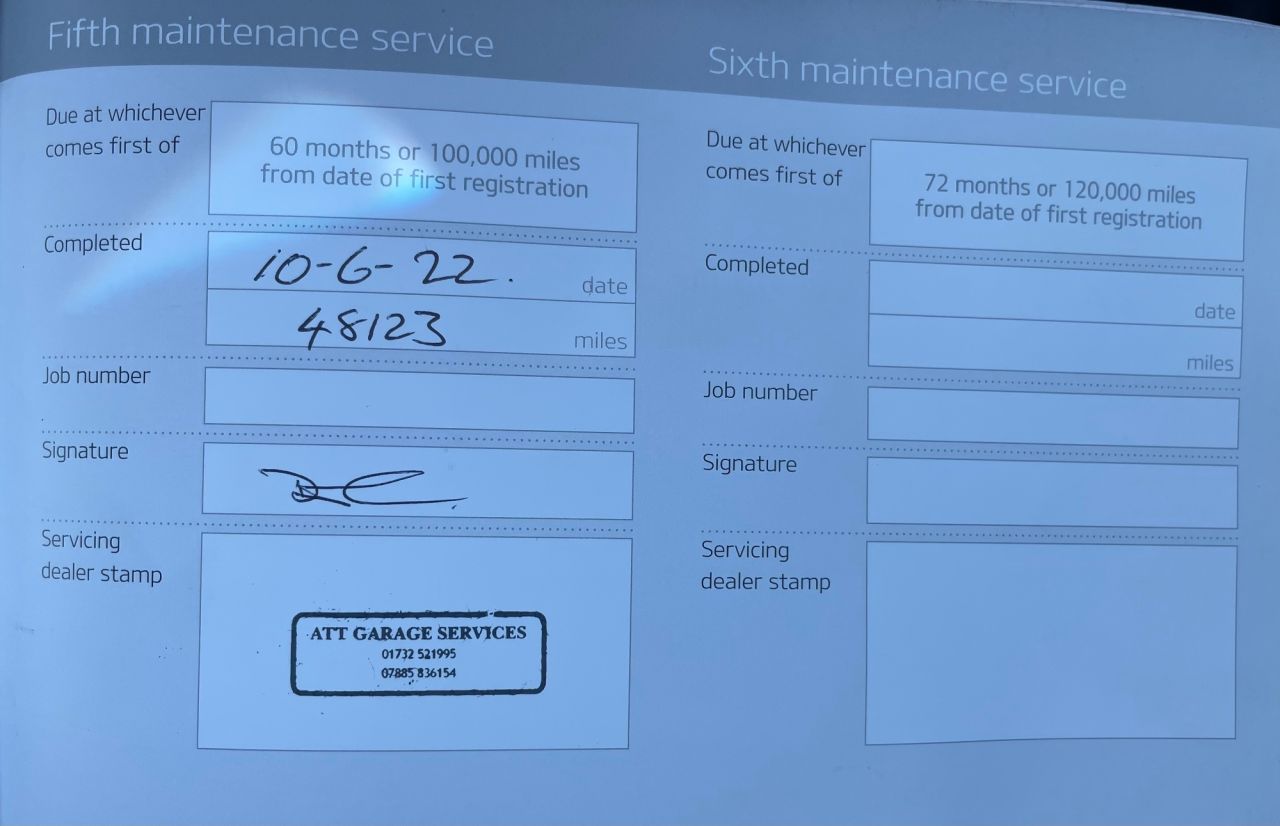 Fifth maintenance service
Due at whichever
comes first of
60 months or 100,000 miles
from date of first registration
Completed
10-6-22.
date
48123
miles
Job number
Signature
Servicing
dealer stamp
ATT GARAGE SERVICES
01732 521995
07885 836154
Sixth maintenance service
Due at whichever
comes first of
72 months or 120,000 miles
from date of first registration
Completed
date
miles
Job number
Signature
Servicing
dealer stamp